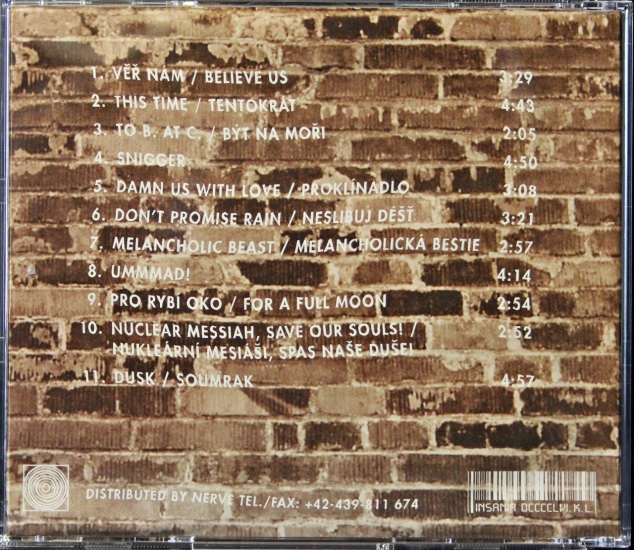 1. VĚŘ NÁM / BELIEVE US 3:29
2. THIS TIME / TENTOKRÁT 4:43
3. TO B. AT C. / BÝT NA MOŘI 2:05
4. SNIGGER 4:50
5. DAMN US WITH LOVE / PROKLÍNADLO 3:08
6. DON'T PROMISE RAIN / NESLIBUJ DÉŠŤ 3:21
7. MELANCHOLIC BEAST / MELANCHOLICKÁ BESTIE 2:57
8. UMMMAD! 4:14
9. PRO RYBÍ OKO / FOR A FULL MOON 2:54
10. NUCLEAR MESSIAH, SAVE OUR SOULS! / 2:52
NUKLEÁRNÍ MESIÁŠI, SPAS NAŠE DUŠE!
11. DUSK / SOUMRAK 4:57
DISTRIBUTED BY NERVE TEL./FAX: +42-439-811 674
INSANIA